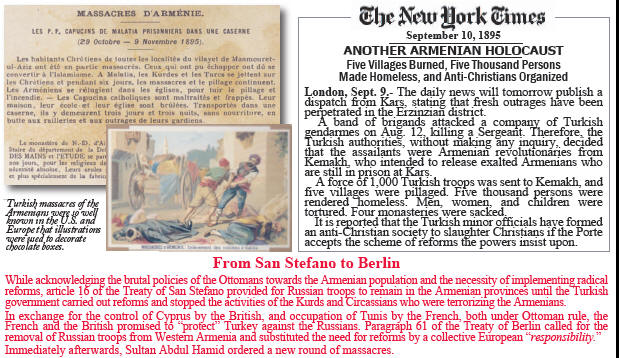 MASSACRES D'ARMÉNIE.
LES P.P. CAPUCINS DE MALATIA PRISONNIERS DANS UNE CASERNE
(29 Octobre — 9 Novembre 1895).
Les habitants Chrétiens de toutes les localités du vilayet de Mamouret-
ul-Aziz ont été en partie massacrés. Ceux qui ont pu échapper ont dû se
convertir à l'Islamisme. A Malatia, les Kurdes et les Turcs se jettent sur
les Chrétiens et pendant six jours, les massacres et le pillage continuent.
Les Arméniens se réfugient dans les églises, pour fuir le pillage et
l'incendie. — Les Capucins catholiques sont maltraités et frappés. Leur
maison, leur école et leur église sont brûlées. Transportés dans une
caserne, ils y demeurent trois jours et trois nuits, sans nourriture, en
butte aux railleries et aux outrages de leurs gardiens.
Le monastère de N.-D. d'Ai
litaire du département de la Drô
DES MAINS et l'ETUDE se par
nos jours, pour les religieux de
nécessité absolue. Leurs seules
et plus spécialement de la fabric
MASSACRES D'ARMÉNIE.
Turkish massacres of the
Armenians were so well
known in the U.S. and
Europe that illustrations
were used to decorate
chocolate boxes.
The New York Times
September 10, 1895
ANOTHER ARMENIAN HOLOCAUST
Five Villages Burned, Five Thousand Persons
Made Homeless, and Anti-Christians Organized
London, Sept. 9.- The daily news will tomorrow publish a
dispatch from Kars, stating that fresh outrages have been
perpetrated in the Erzinzian district.
A band of brigands attacked a company of Turkish
gendarmes on Aug. 12, killing a Sergeant. Therefore, the
Turkish authorities, without making any inquiry, decided
that the assailants were Armenian revolutionaries from
Kemakh, who intended to release exalted Armenians who
are still in prison at Kars.
A force of 1,000 Turkish troops was sent to Kemakh, and
five villages were pillaged. Five thousand persons were
rendered homeless. Men, women, and children were
tortured. Four monasteries were sacked.
It is reported that the Turkish minor officials have formed
an anti-Christian society to slaughter Christians if the Porte
accepts the scheme of reforms the powers insist upon.
From San Stefano to Berlin
While acknowledging the brutal policies of the Ottomans towards the Armenian population and the necessity of implementing radical
reforms, article 16 of the Treaty of San Stefano provided for Russian troops to remain in the Armenian provinces until the Turkish
government carried out reforms and stopped the activities of the Kurds and Circassians who were terrorizing the Armenians.
In exchange for the control of Cyprus by the British, and occupation of Tunis by the French, both under Ottoman rule, the
French and the British promised to "protect" Turkey against the Russians. Paragraph 61 of the Treaty of Berlin called for the
removal of Russian troops from Western Armenia and substituted the need for reforms by a collective European "responsibility."
Immediately afterwards, Sultan Abdul Hamid ordered a new round of massacres.